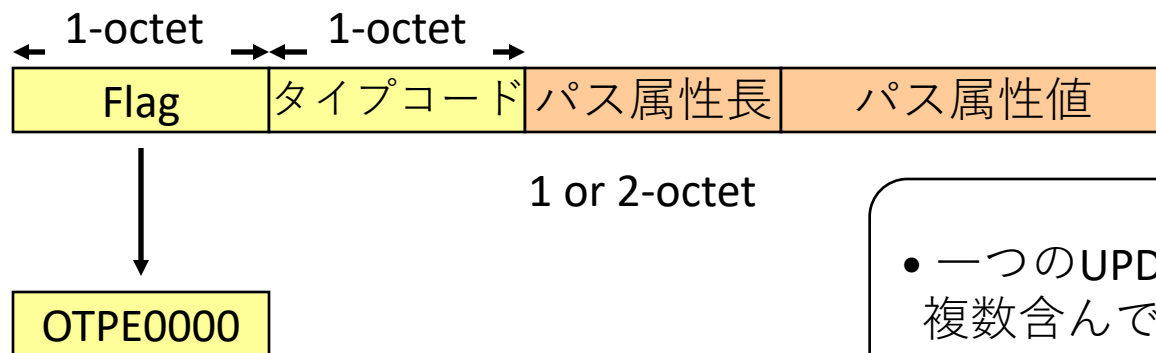 1-octet 1-octet
Flag タイプコード パス属性長 パス属性値
1 or 2-octet
• 一つのUPD
複数含んで
OTPE0000